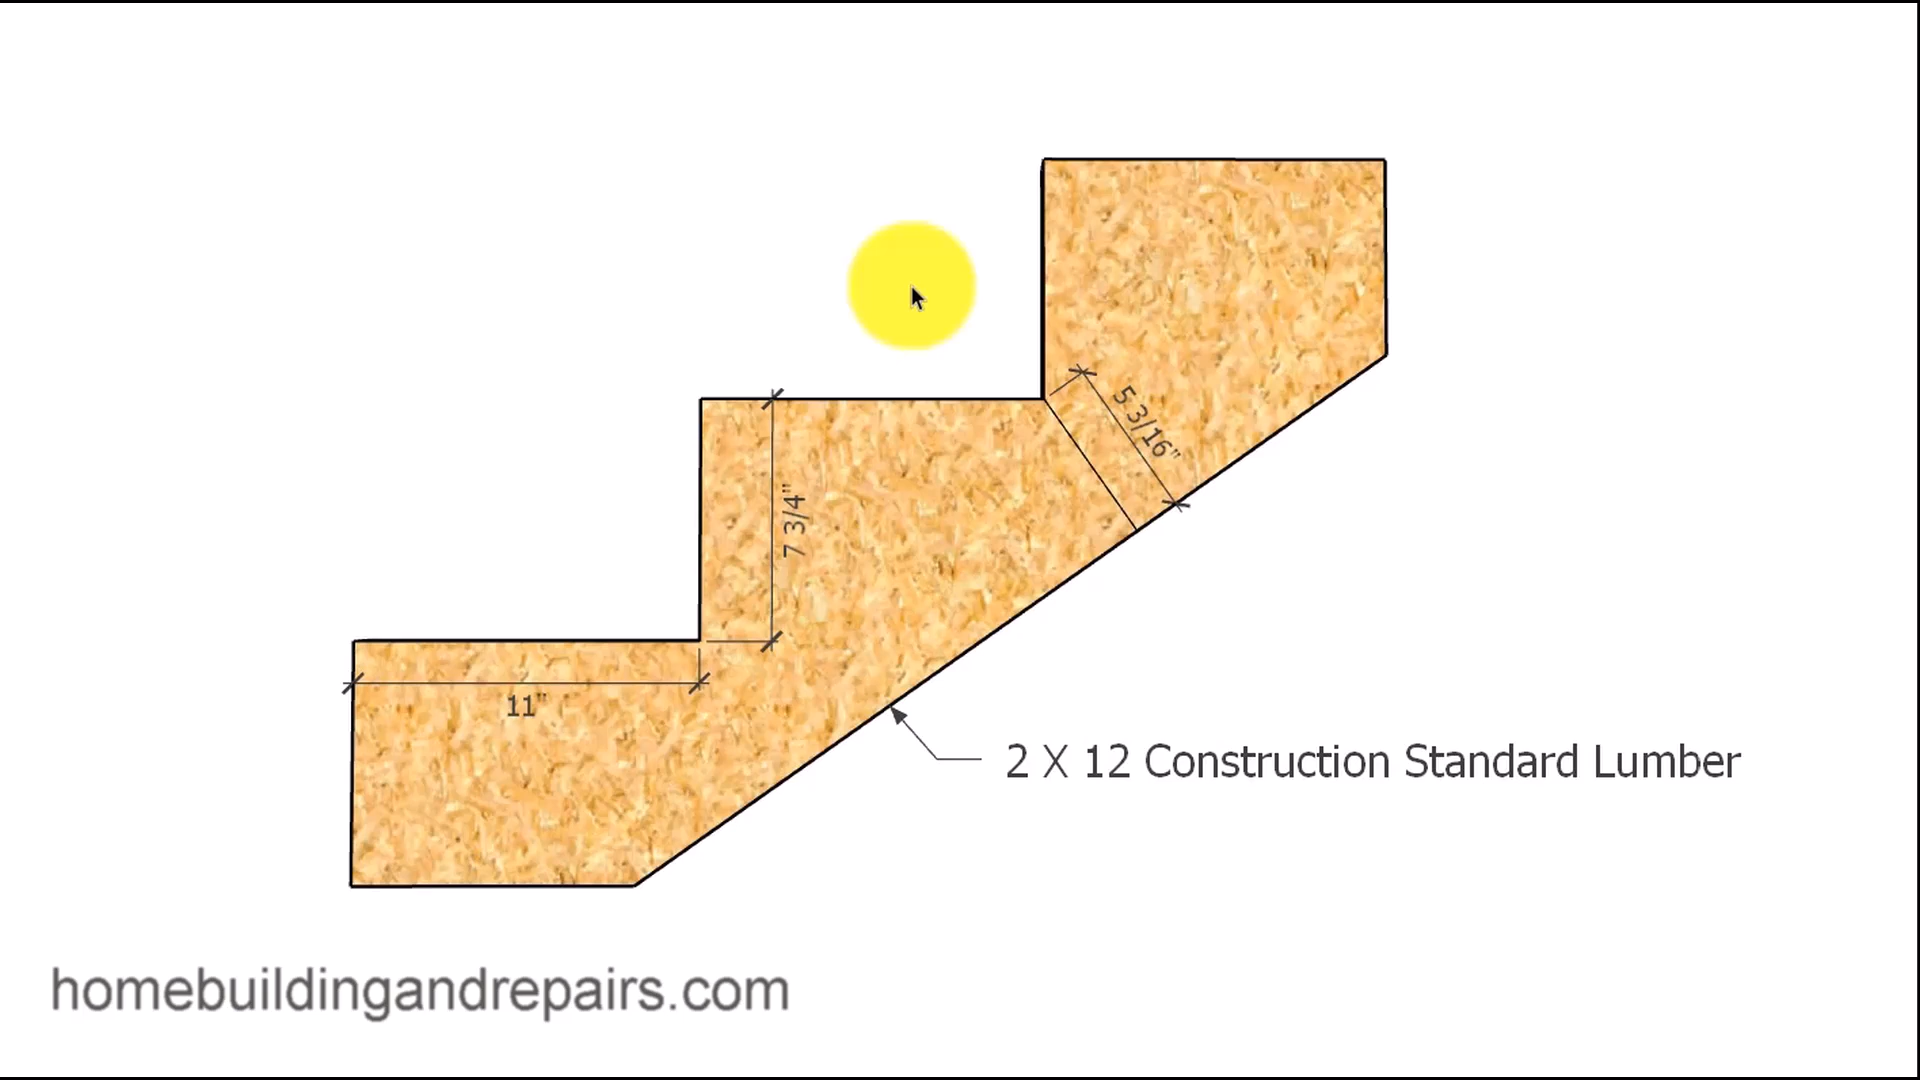 5 3/16"
7 3/4"
11"
2 X 12 Construction Standard Lumber
homebuildingandrepairs.com